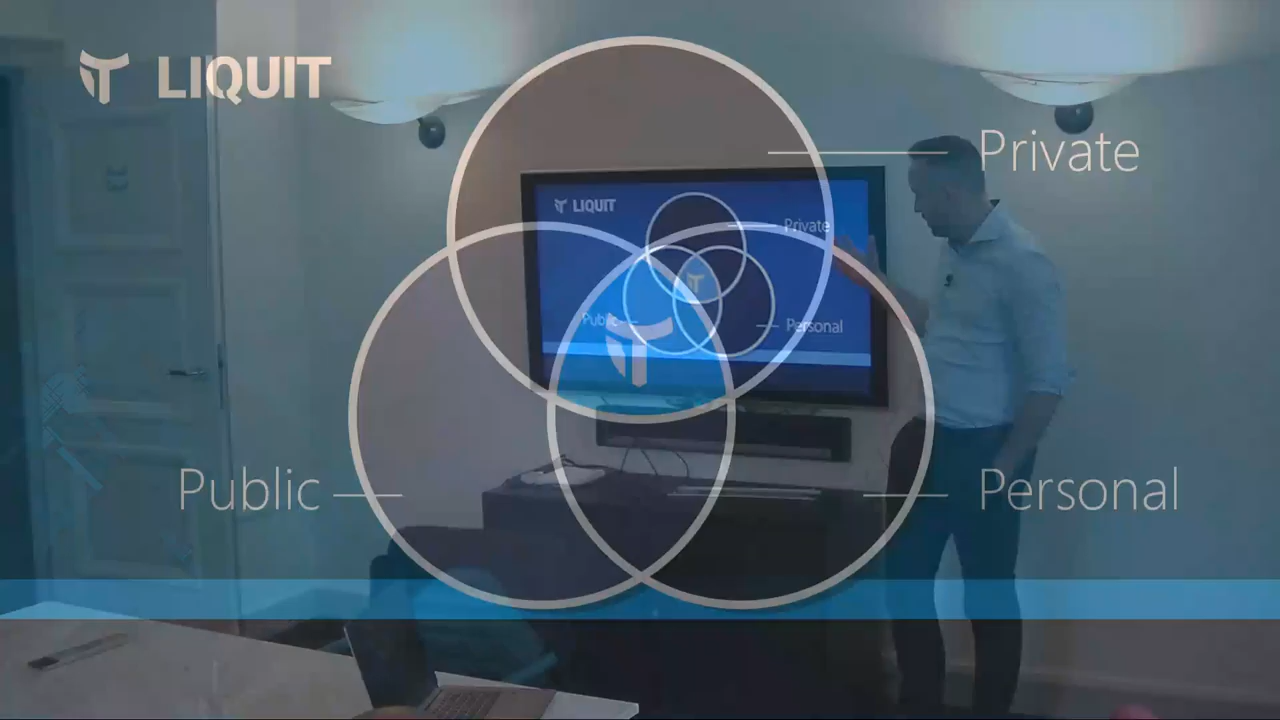 LIQUIT
Private
LIQUIT
Private
Public
Personal
Public
Personal